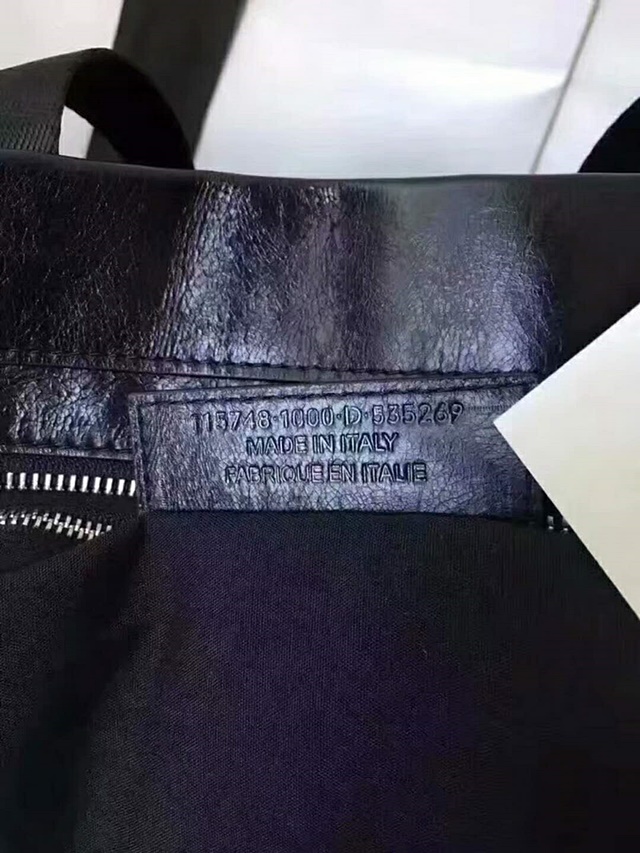 115748·1000·D·535269
MADE IN ITALY
FABRIQUE EN ITALIE